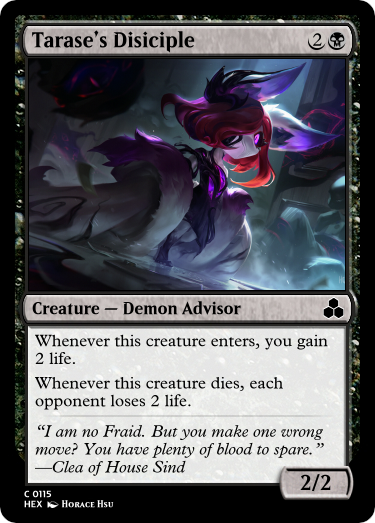 Tarase's Disiciple 2
Creature — Demon Advisor
Whenever this creature enters, you gain
2 life.
Whenever this creature dies, each
opponent loses 2 life.
“I am no Fraid. But you make one wrong
move? You have plenty of blood to spare.”
—Clea of House Sind
2/2
C 0115
HEX Horace Hsu